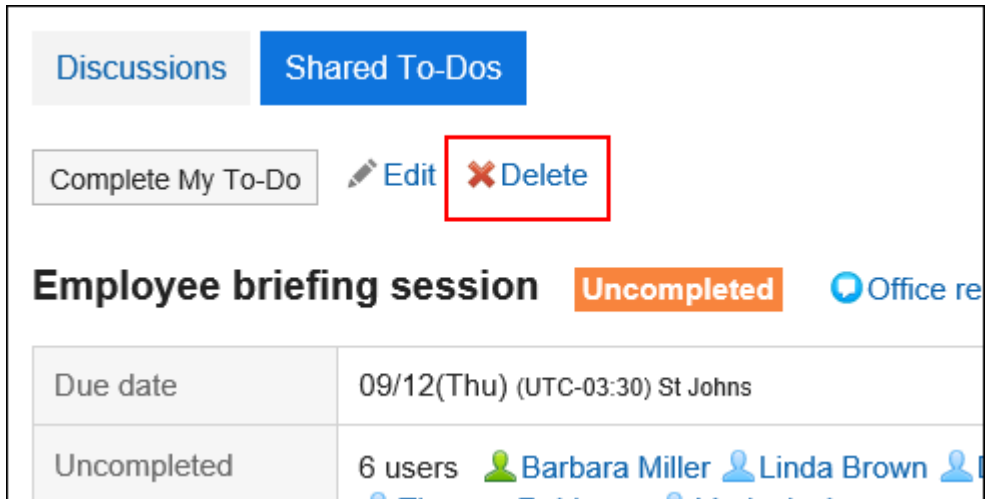 Discussions Shared To-Dos
Complete My To-Do Edit Delete
Employee briefing session Uncompleted Office
Due date 09/12(Thu) (UTC-03:30) St Johns
Uncompleted 6 users Barbara Miller Linda Brown